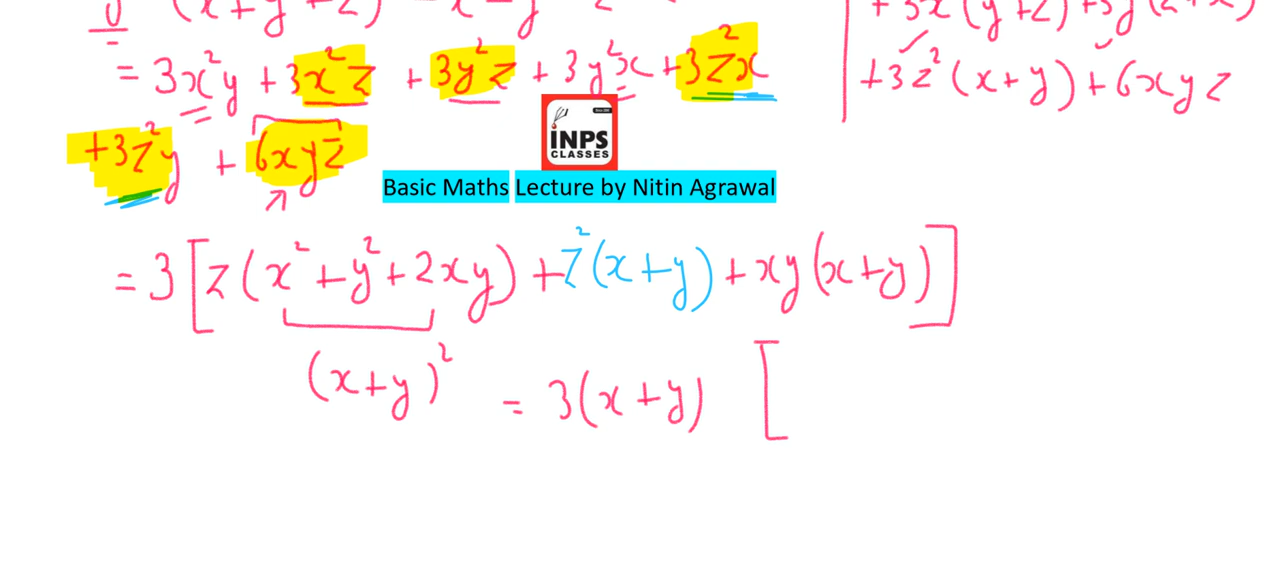 = 3x²y + 3x²z + 3y²z + 3y²x + 3z²x
+3z²y + 6xyz
+3z²(x+y) + 6xyz
INPS
CLASSES
Basic Maths Lecture by Nitin Agrawal
= 3[z(x²+y²+2xy) + z²(x+y) + xy(x+y)]
(x+y)² = 3(x+y) [